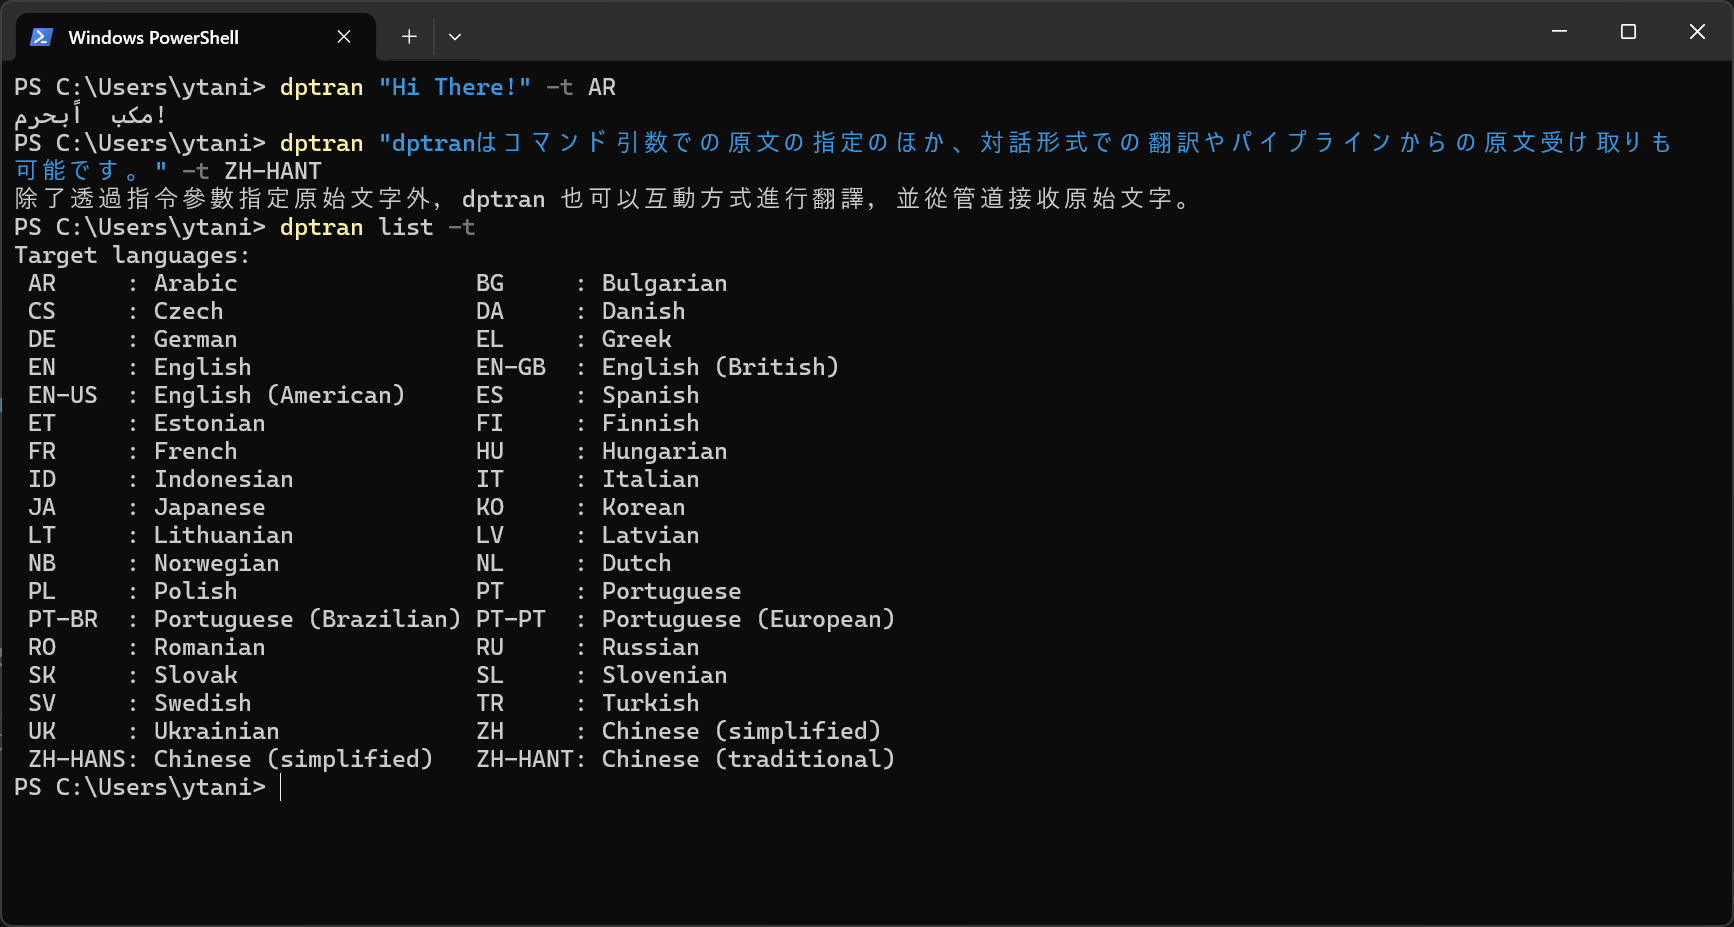 Windows PowerShell
PS C:\Users\ytani> dptran "Hi There!" -t AR
مرحبًا بكم!
PS C:\Users\ytani> dptran "dptranはコマンド引数での原文の指定のほか、対話形式での翻訳やパイプラインからの原文受け取りも
可能です。" -t ZH-HANT
除了透過指令參數指定原始文字外，dptran 也可以互動方式進行翻譯，並從管道接收原始文字。
PS C:\Users\ytani> dptran list -t
Target languages:
 AR     : Arabic                 BG     : Bulgarian
 CS     : Czech                  DA     : Danish
 DE     : German                 EL     : Greek
 EN     : English                EN-GB  : English (British)
 EN-US  : English (American)     ES     : Spanish
 ET     : Estonian               FI     : Finnish
 FR     : French                 HU     : Hungarian
 ID     : Indonesian             IT     : Italian
 JA     : Japanese               KO     : Korean
 LT     : Lithuanian             LV     : Latvian
 NB     : Norwegian              NL     : Dutch
 PL     : Polish                 PT     : Portuguese
 PT-BR  : Portuguese (Brazilian) PT-PT  : Portuguese (European)
 RO     : Romanian               RU     : Russian
 SK     : Slovak                 SL     : Slovenian
 SV     : Swedish                TR     : Turkish
 UK     : Ukrainian              ZH     : Chinese (simplified)
 ZH-HANS: Chinese (simplified)   ZH-HANT: Chinese (traditional)
PS C:\Users\ytani>